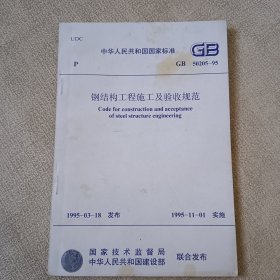 UDC
中华人民共和国国家标准
GB
P
GB 50205-95
钢结构工程施工及验收规范
Code for construction and acceptance
of steel structure engineering
1995-03-18 发布
1995-11-01 实施
国家技术监督局
中华人民共和国建设部
联合发布